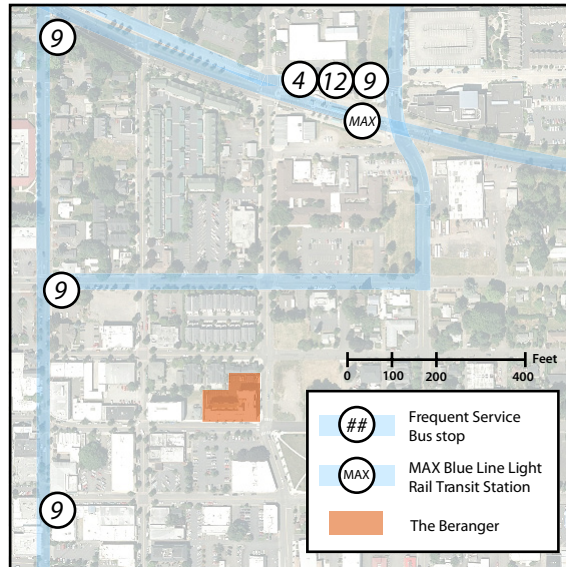 9
4 12 9
MAX
9
Feet
0 100 200 400
## Frequent Service
Bus stop
MAX MAX Blue Line Light
Rail Transit Station
The Beranger
9